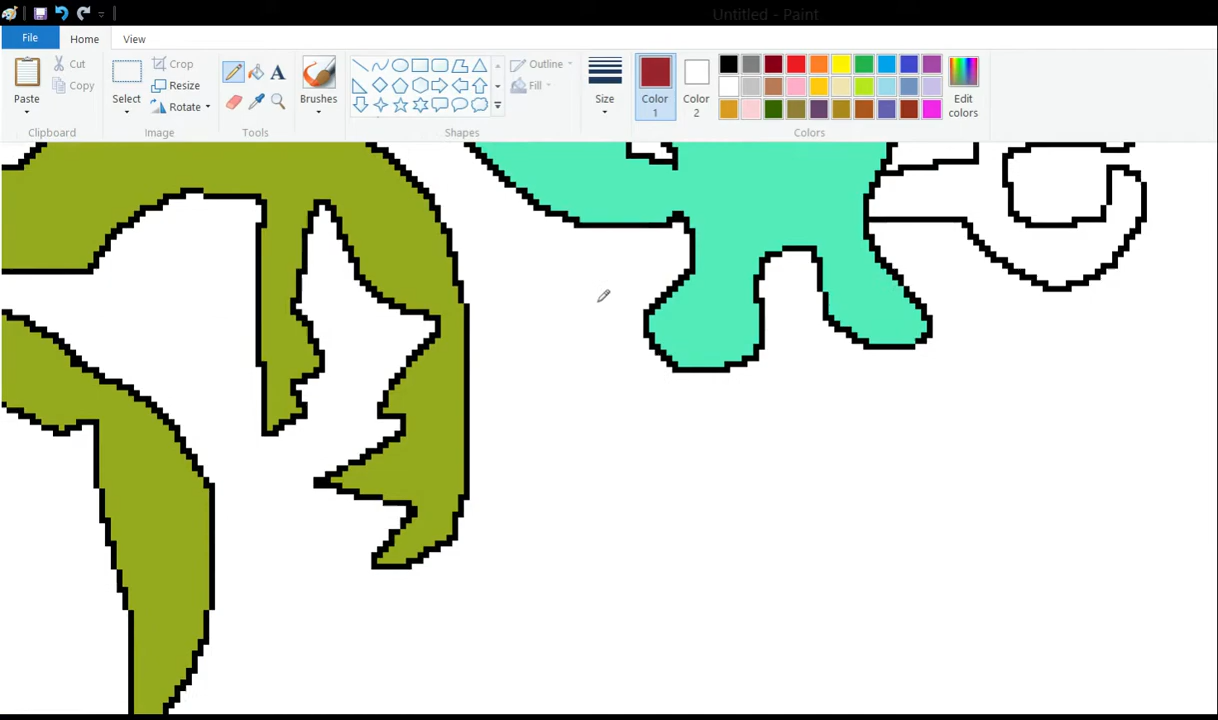 Untitled - Paint
File Home View
Paste
Cut
Copy
Clipboard
Select
Crop
Resize
Rotate
Image
A
Tools
Brushes
Outline
Fill
Shapes
Size
Color
1
Color
2
Edit
colors
Colors